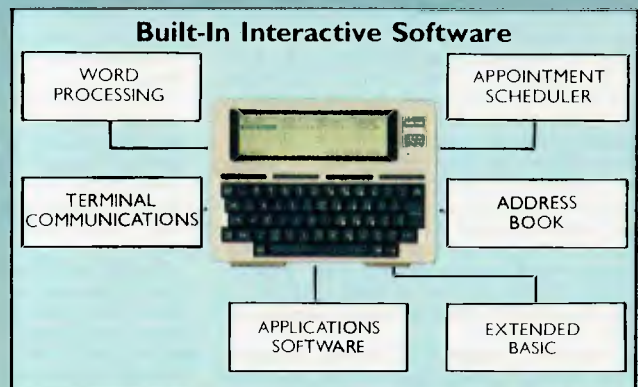 Built-In Interactive Software
WORD
PROCESSING
APPOINTMENT
SCHEDULER
TERMINAL
COMMUNICATIONS
ADDRESS
BOOK
APPLICATIONS
SOFTWARE
EXTENDED
BASIC